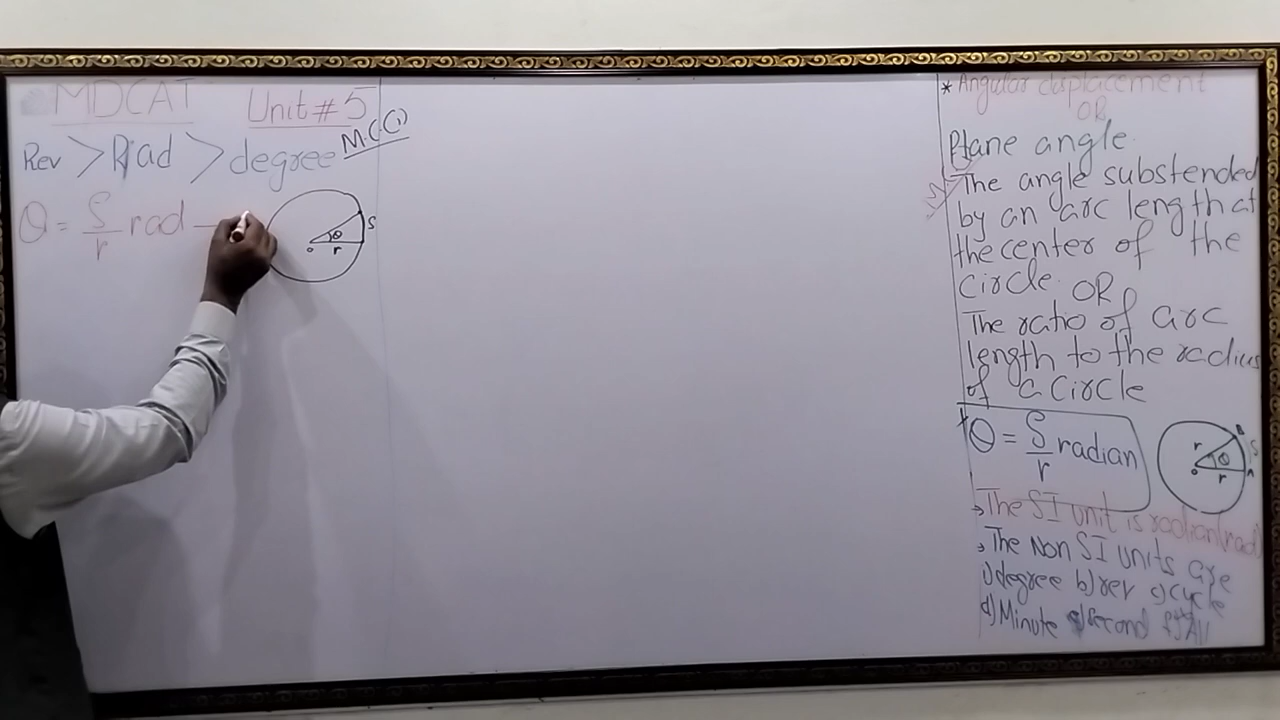 MDCAT Unit # 5
Rev > Rad > degree M.C.Q
θ = S/r rad —
θ
S
o
r
* Angular displacement
OR
Plane angle.
The angle substended
by an arc length at
the center of the
circle. OR
The ratio of arc
length to the radius
of a circle
θ = S/r radian
B
r
S
θ
o
r
A
→ The SI unit is radian(rad)
→ The Non SI units are
i) degree b) rev c) cycle
d) Minute e) Second f) All